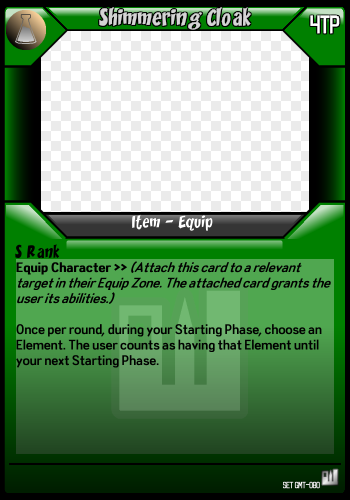 Shimmering Cloak
4TP
Item - Equip
S Rank
Equip Character >> (Attach this card to a relevant
target in their Equip Zone. The attached card grants the
user its abilities.)
Once per round, during your Starting Phase, choose an
Element. The user counts as having that Element until
your next Starting Phase.
SET GMT-080